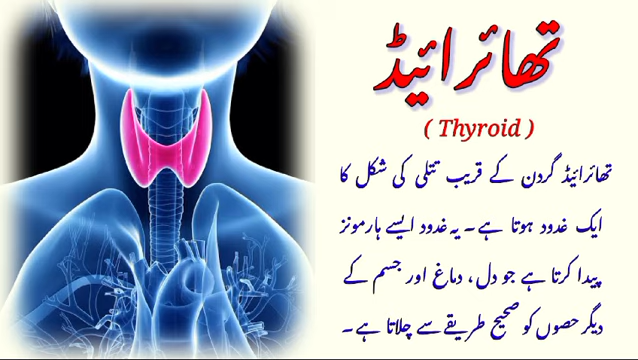 تھائرائیڈ
( Thyroid )
تھائرائیڈ گردن کے قریب تتلی کی شکل کا
ایک غدود ہوتا ہے۔ یہ غدود ایسے ہارمونز
پیدا کرتا ہے جو دل، دماغ اور جسم کے
دیگر حصوں کو صحیح طریقے سے چلاتا ہے۔